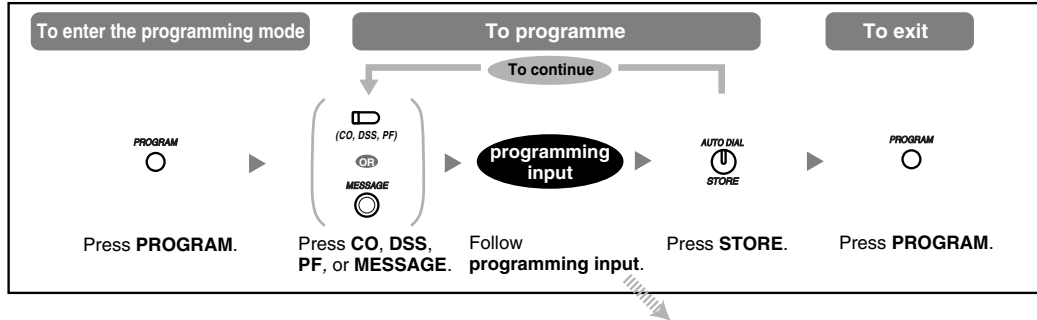 To enter the programming mode
To programme
To exit
To continue
PROGRAM
(CO, DSS, PF)
OR
MESSAGE
programming
input
AUTO DIAL
STORE
PROGRAM
Press PROGRAM.
Press CO, DSS,
PF, or MESSAGE.
Follow
programming input.
Press STORE.
Press PROGRAM.